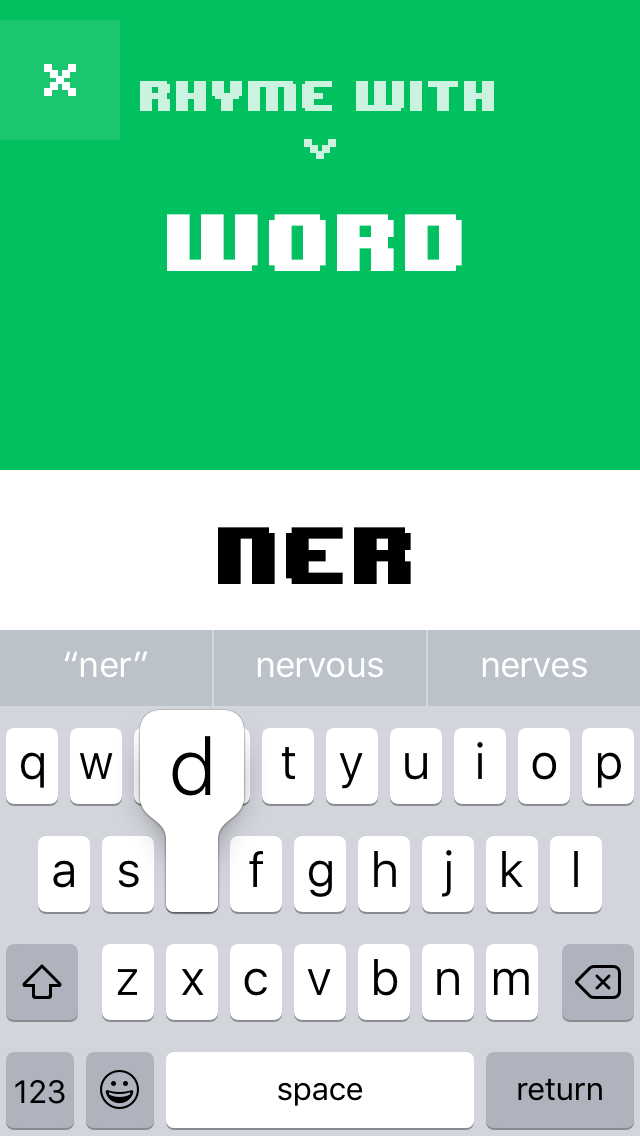 x
RHYME WITH
WORD
NER
“ner” nervous nerves
q w d t y u i o p
a s f g h j k l
z x c v b n m
123 space return